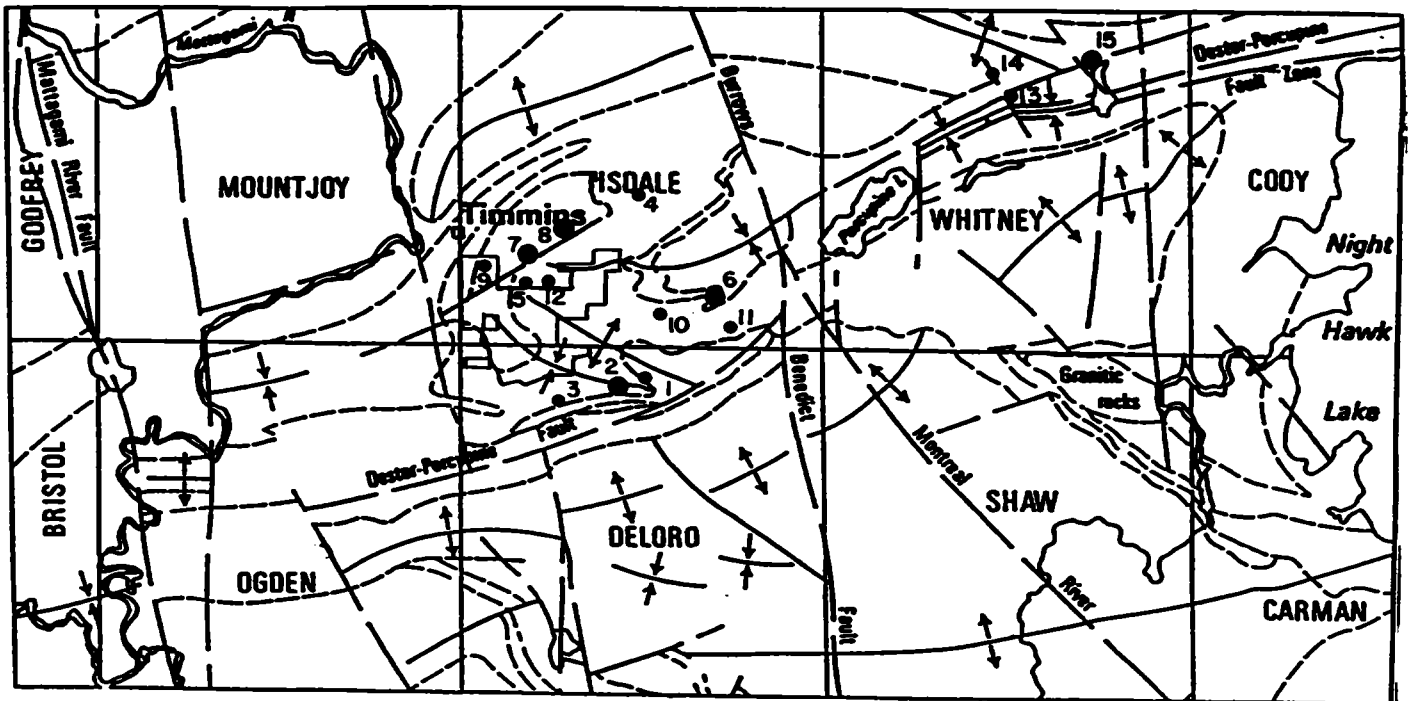 Mattagami
Mattagami River Fault
GODFREY
MOUNTJOY
Timmins
TISDALE
4
8
7
9
5
12
6
10
11
Burrows
Benedict
Fault
14
13
15
Destor-Porcupine
Fault Zone
Porcupine L
WHITNEY
CODY
Night
Hawk
Lake
2
1
3
Destor-Porcupine
Fault
Granitic
rocks
Montreal
River
BRISTOL
OGDEN
DELORO
SHAW
CARMAN